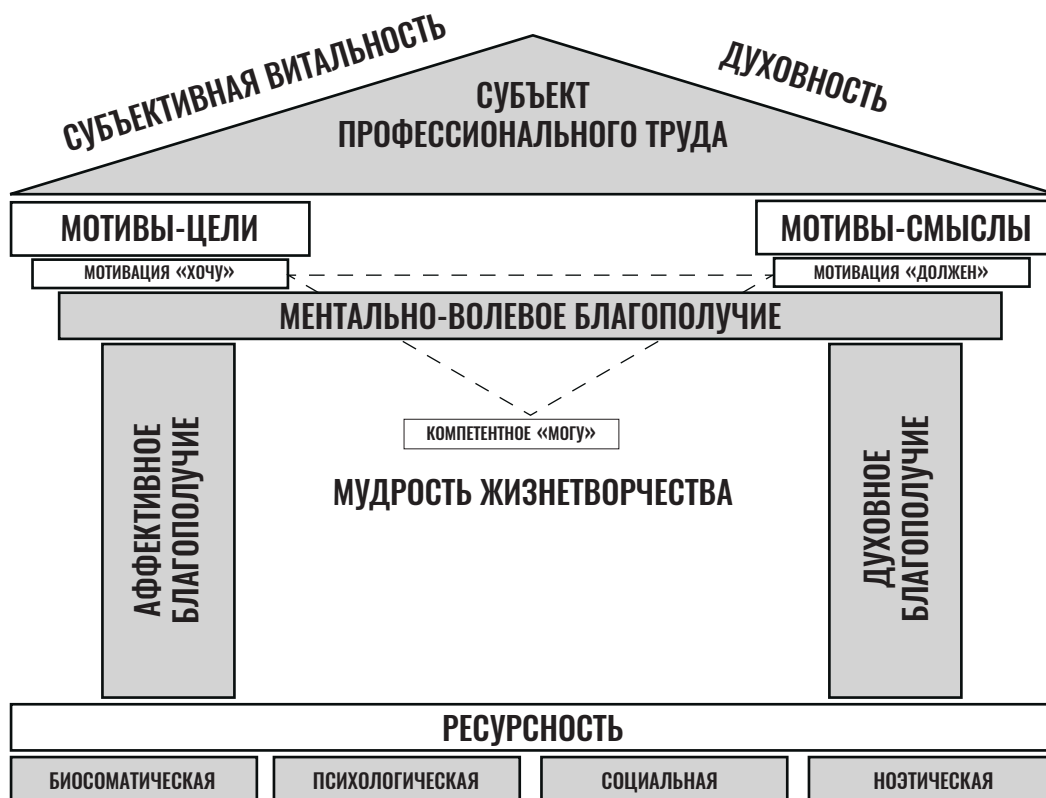 СУБЪЕКТИВНАЯ ВИТАЛЬНОСТЬ
ДУХОВНОСТЬ
СУБЪЕКТ
ПРОФЕССИОНАЛЬНОГО ТРУДА
МОТИВЫ-ЦЕЛИ
МОТИВЫ-СМЫСЛЫ
МОТИВАЦИЯ «ХОЧУ»
МОТИВАЦИЯ «ДОЛЖЕН»
МЕНТАЛЬНО-ВОЛЕВОЕ БЛАГОПОЛУЧИЕ
КОМПЕТЕНТНОЕ «МОГУ»
МУДРОСТЬ ЖИЗНЕТВОРЧЕСТВА
АФФЕКТИВНОЕ
БЛАГОПОЛУЧИЕ
ДУХОВНОЕ
БЛАГОПОЛУЧИЕ
РЕСУРСНОСТЬ
БИОСОМАТИЧЕСКАЯ
ПСИХОЛОГИЧЕСКАЯ
СОЦИАЛЬНАЯ
НОЭТИЧЕСКАЯ